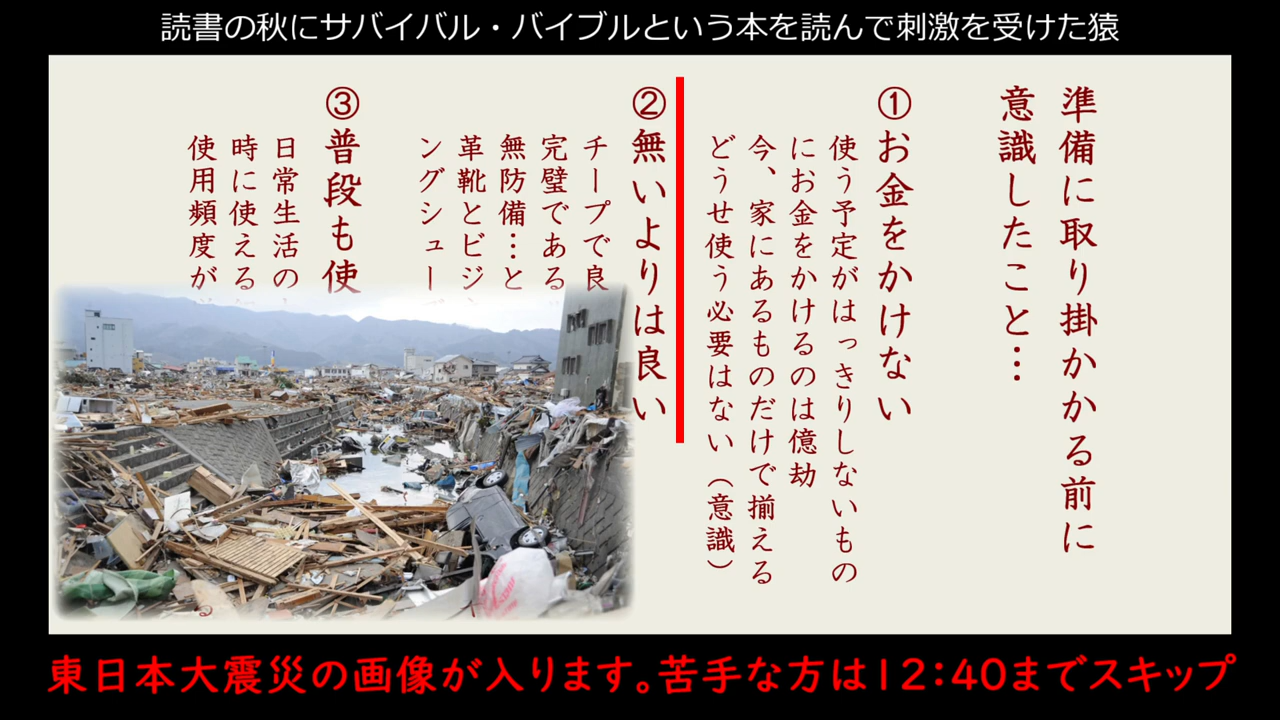 読書の秋にサバイバル・バイブルという本を読んで刺激を受けた猿
準備に取り掛かかる前に
意識したこと…
①お金をかけない
使う予定がはっきりしないもの
にお金をかけるのは億劫
今、家にあるものだけで揃える
どうせ使う必要はない（意識）
②無いよりは良い
チープで良
完璧である
無防備…と
革靴とビジ
ングシュー
③普段も使
日常生活の
時に使える
使用頻度が
東日本大震災の画像が入ります。苦手な方は12:40までスキップ